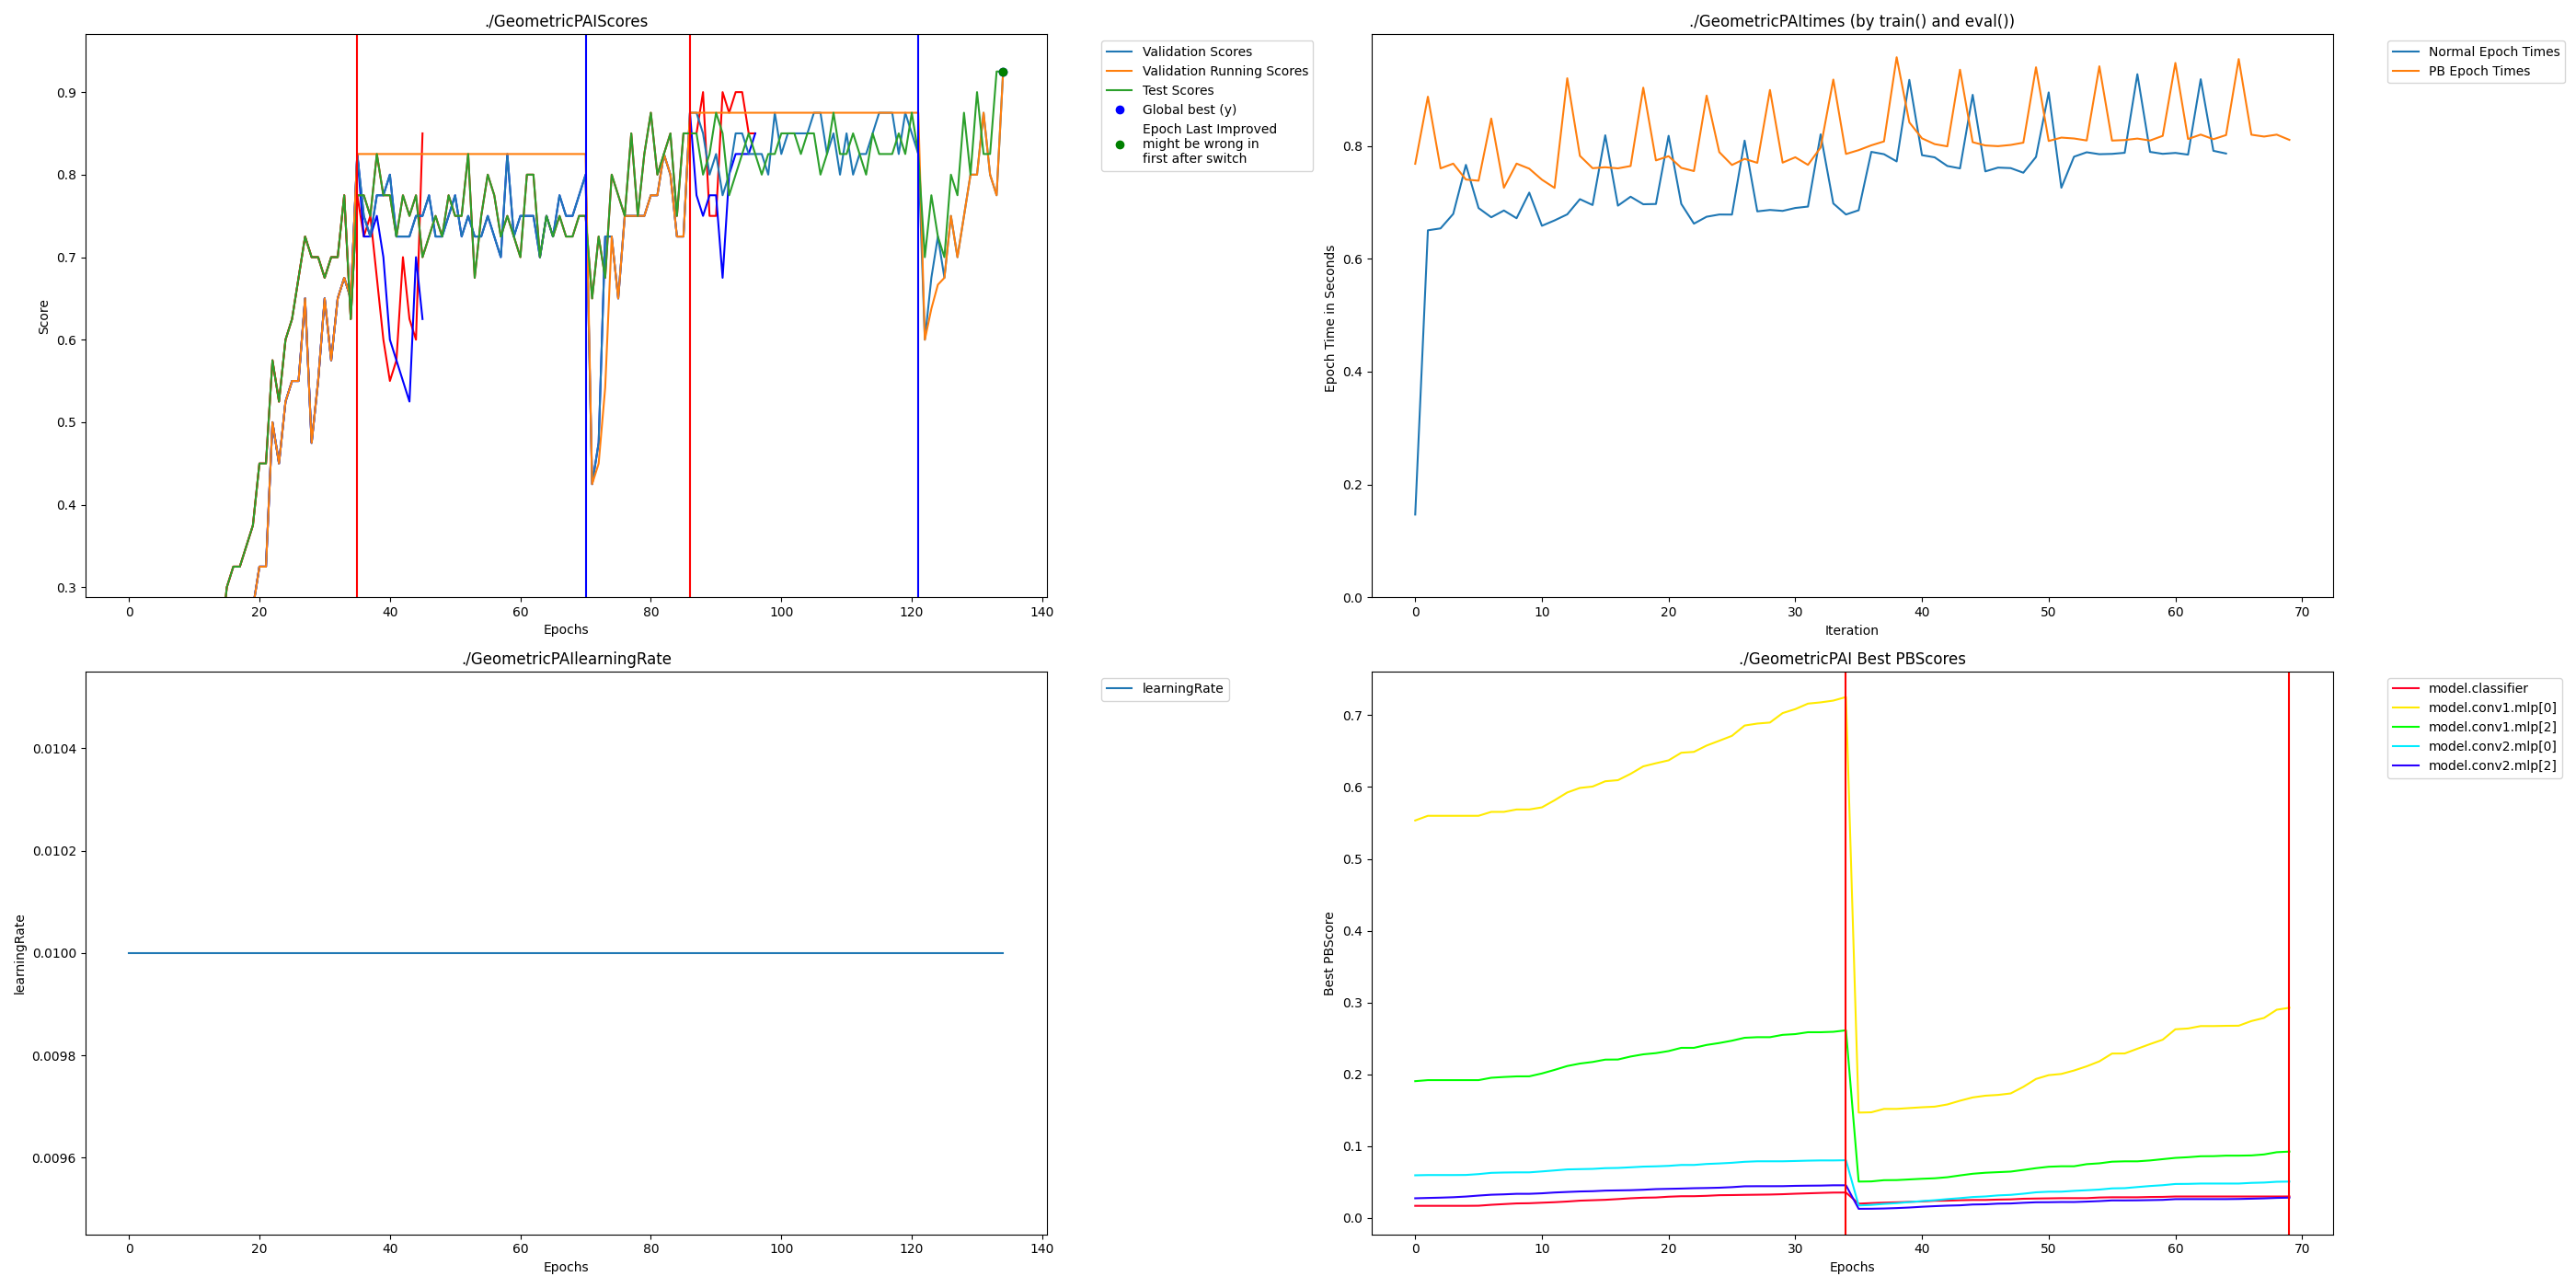 ./GeometricPAIScores
Score
0.9
0.8
0.7
0.6
0.5
0.4
0.3
0 20 40 60 80 100 120 140
Epochs
Validation Scores
Validation Running Scores
Test Scores
Global best (y)
Epoch Last Improved
might be wrong in
first after switch
./GeometricPAItimes (by train() and eval())
Epoch Time in Seconds
0.8
0.6
0.4
0.2
0.0
0 10 20 30 40 50 60 70
Iteration
Normal Epoch Times
PB Epoch Times
./GeometricPAIlearningRate
learningRate
0.0104
0.0102
0.0100
0.0098
0.0096
0 20 40 60 80 100 120 140
Epochs
learningRate
./GeometricPAI Best PBScores
Best PBScore
0.7
0.6
0.5
0.4
0.3
0.2
0.1
0.0
0 10 20 30 40 50 60 70
Epochs
model.classifier
model.conv1.mlp[0]
model.conv1.mlp[2]
model.conv2.mlp[0]
model.conv2.mlp[2]